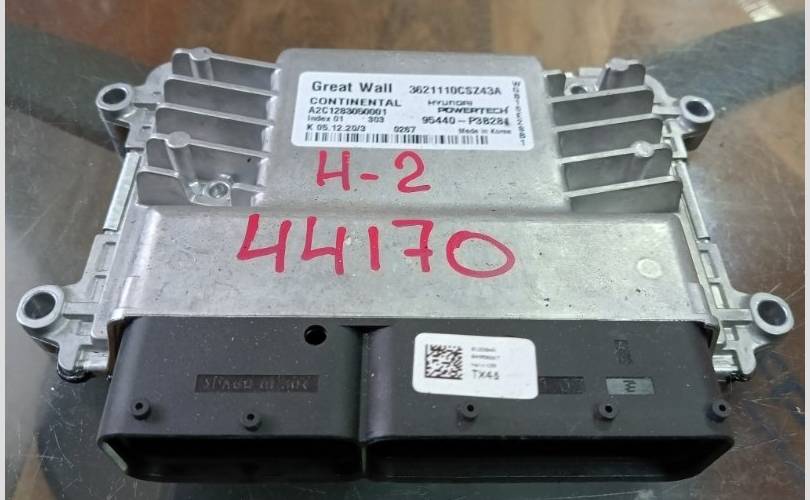 Great Wall 3621110CSZ43A
CONTINENTAL HYUNDAI
A2C1283050001 POWERTECH
Index 01 303 95440-P3828
K 05.12.20/3 0267 Made in Korea
H-2
44170
TX45